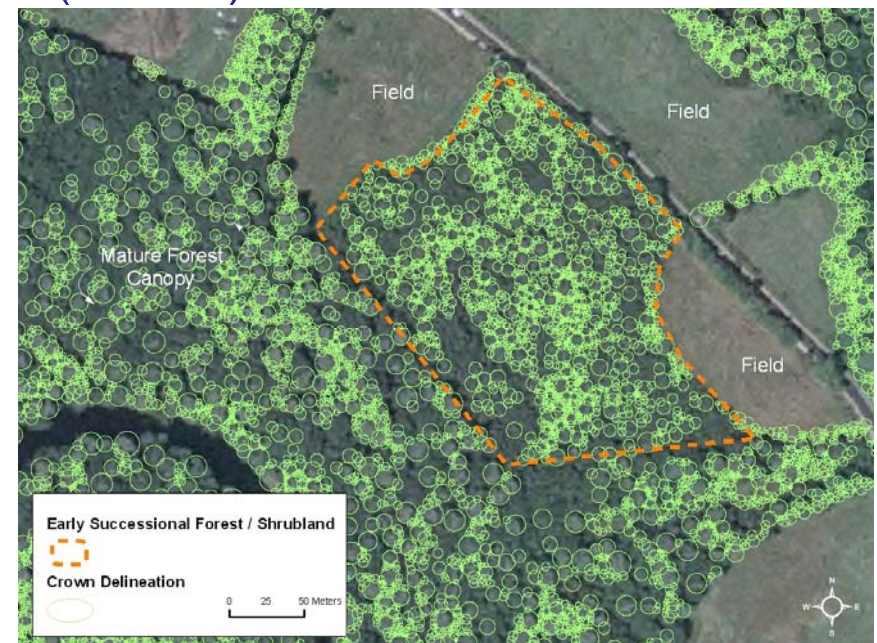 Field
Field
Mature Forest
Canopy
Field
Early Successional Forest / Shrubland
Crown Delineation
0 25 50 Meters
N
W E
S